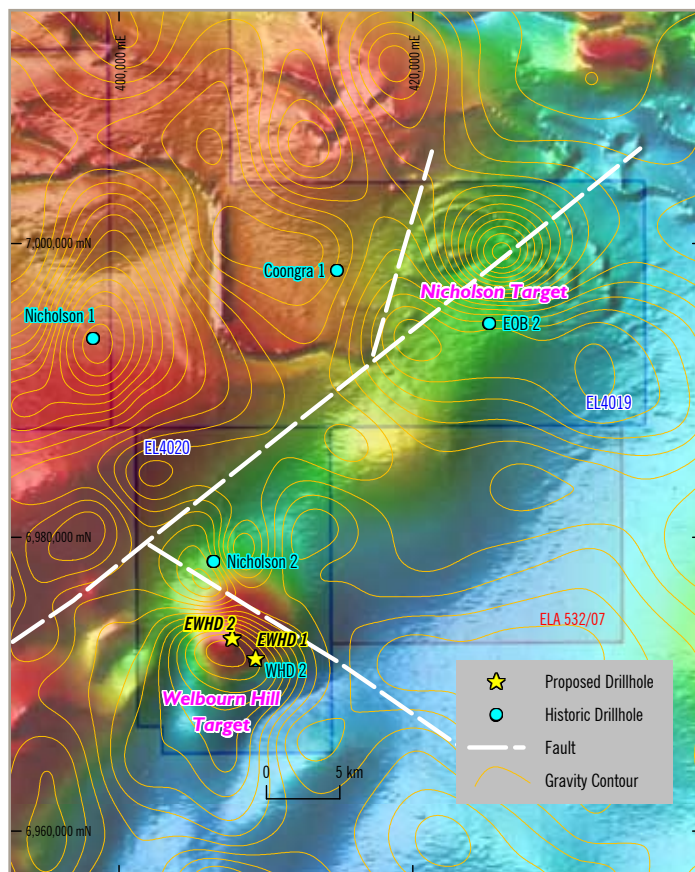 400,000 mE
420,000 mE
7,000,000 mN
Coongra 1
Nicholson Target
Nicholson 1
EOB 2
EL4019
EL4020
6,980,000 mN
Nicholson 2
ELA 532/07
EWHD 2
EWHD 1
WHD 2
Welbourn Hill
Target
Proposed Drillhole
Historic Drillhole
Fault
Gravity Contour
0 5 km
6,960,000 mN